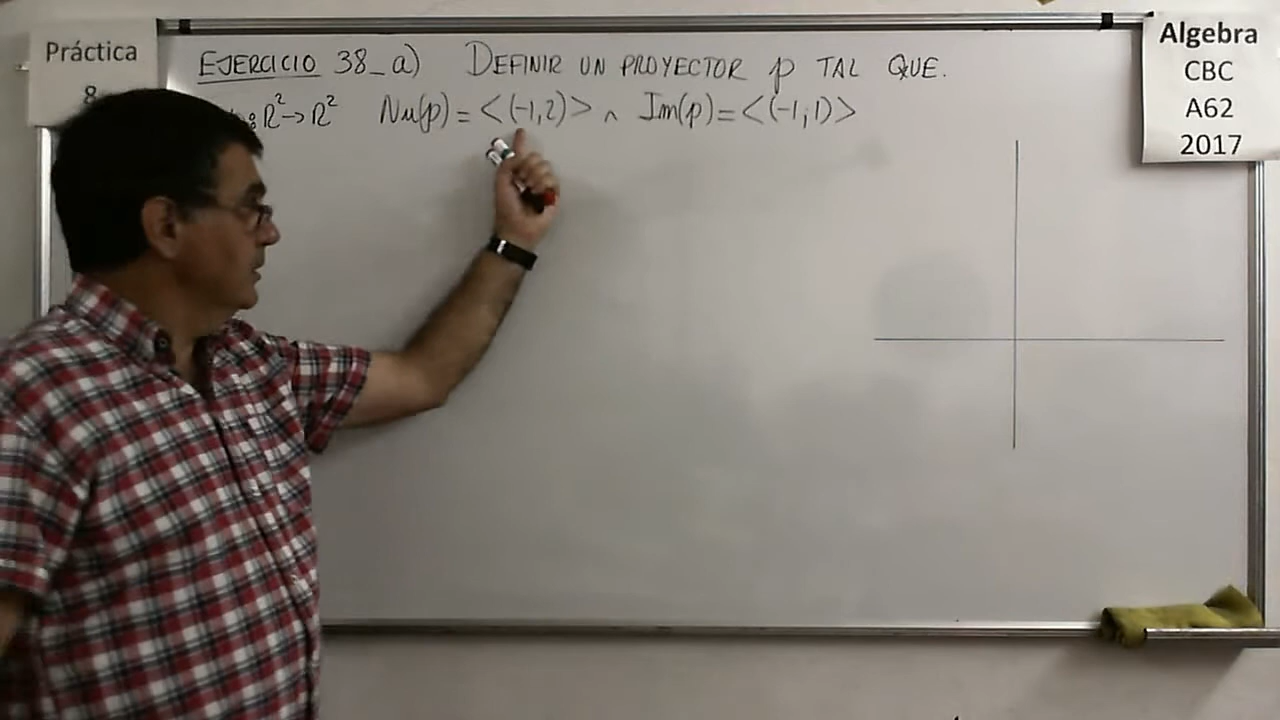 Práctica
8
EJERCICIO 38_a) DEFINIR UN PROYECTOR p TAL QUE.
:R²→R² Nu(p)=<(-1,2)> ∧ Im(p)=<(-1,1)>
Algebra
CBC
A62
2017